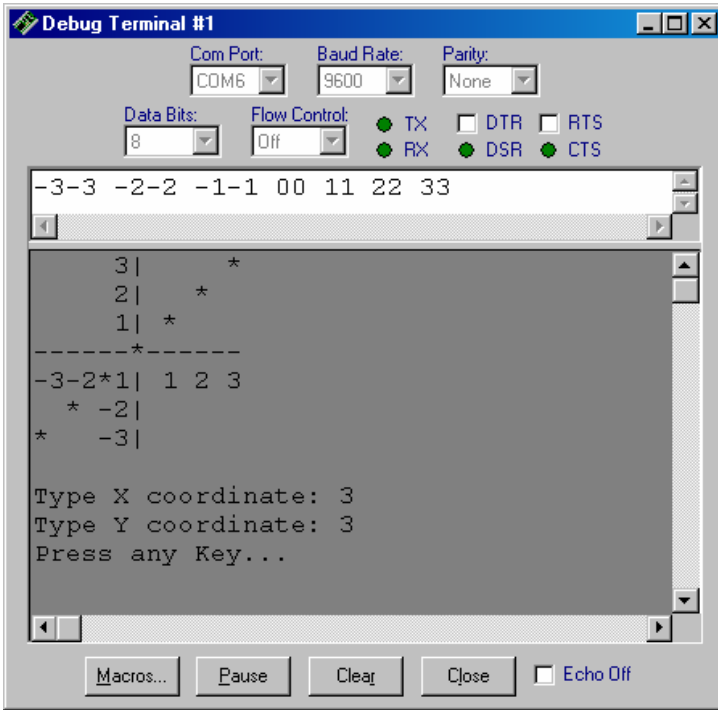 Debug Terminal #1
Com Port: Baud Rate: Parity:
COM6 9600 None
Data Bits: Flow Control: TX DTR RTS
8 Off RX DSR CTS
-3-3 -2-2 -1-1 00 11 22 33
     3|     *
     2|   *
     1| *
------*------
-3-2*1| 1 2 3
  * -2|
*   -3|
Type X coordinate: 3
Type Y coordinate: 3
Press any Key...
Macros... Pause Clear Close Echo Off